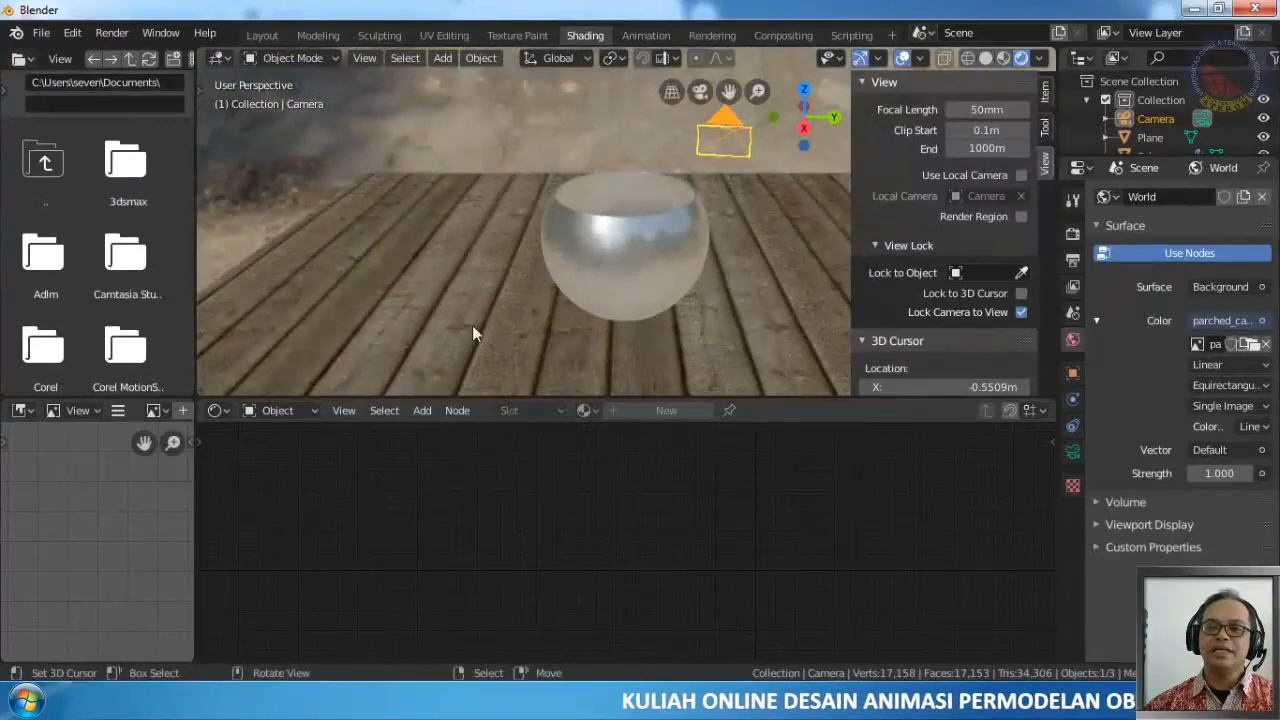 Blender
File Edit Render Window Help
Layout Modeling Sculpting UV Editing Texture Paint Shading Animation Rendering Compositing Scripting
Scene
View Layer
View
Object Mode View Select Add Object
Global
C:\Users\seven\Documents\
..
3dsmax
Adlm
Camtasia Stu..
Corel
Corel MotionS..
User Perspective
(1) Collection | Camera
Z
Y
X
View
Focal Length 50mm
Clip Start 0.1m
End 1000m
Use Local Camera
Local Camera Camera
Render Region
View Lock
Lock to Object
Lock to 3D Cursor
Lock Camera to View
3D Cursor
Location:
X: -0.5509m
Item
Tool
View
Scene Collection
Collection
Camera
Plane
Scene World
World
Surface
Use Nodes
Surface Background
Color parched_ca..
pa
Linear
Equirectangu..
Single Image
Color.. Line
Vector Default
Strength 1.000
Volume
Viewport Display
Custom Properties
View
Object View Select Add Node Slot New
Set 3D Cursor Box Select Rotate View Select Move
Collection | Camera | Verts:17,158 | Faces:17,153 | Tris:34,306 | Objects:1/3 | Me
KULIAH ONLINE DESAIN ANIMASI PERMODELAN OB